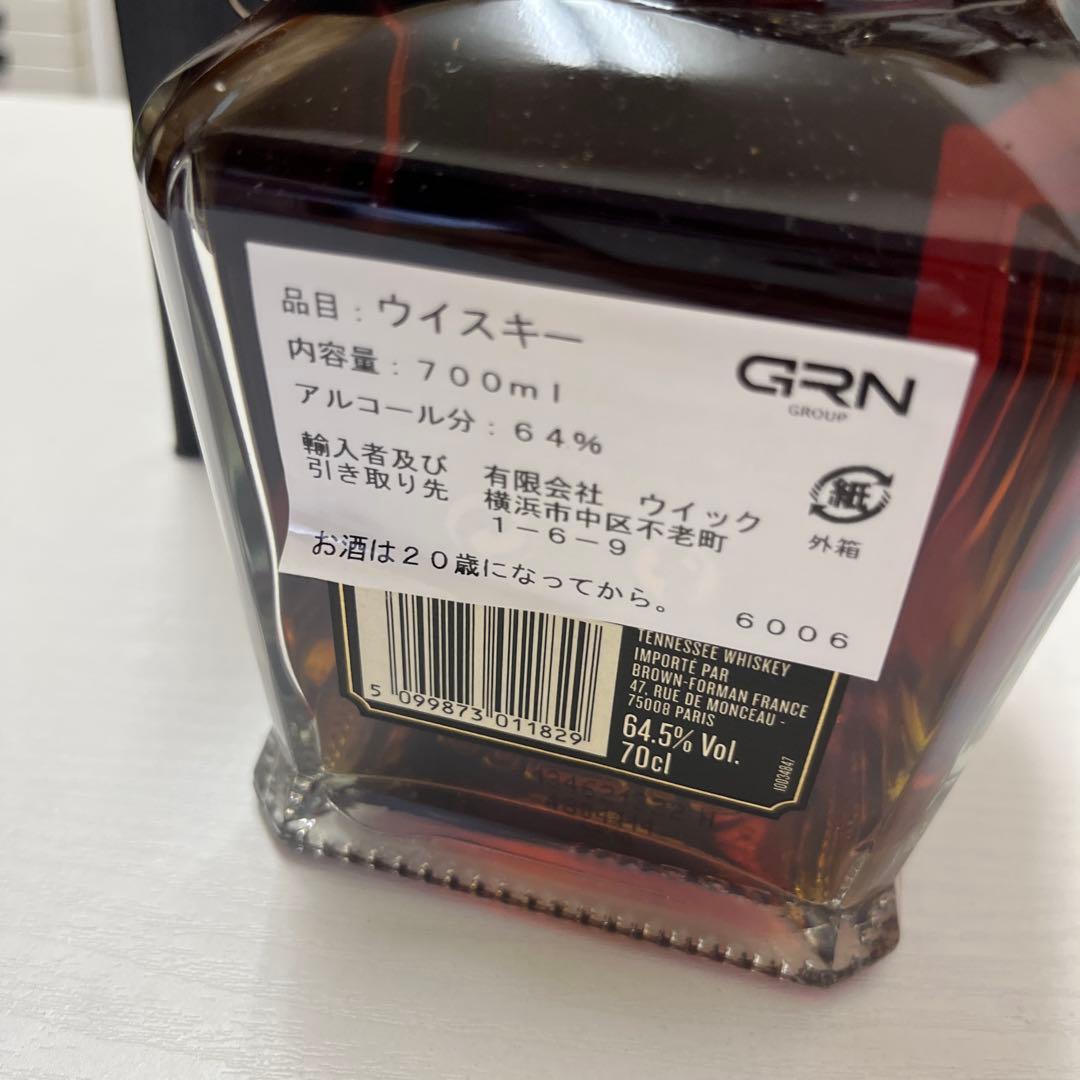 品目：ウイスキー
内容量：７００ｍｌ
アルコール分：６４％
輸入者及び
引き取り先
有限会社　ウイック
横浜市中区不老町
１－６－９
お酒は２０歳になってから。
６００６
GRN
GROUP
紙
外箱
TENNESSEE WHISKEY
IMPORTÉ PAR
BROWN-FORMAN FRANCE
47, RUE DE MONCEAU -
75008 PARIS
64.5% Vol.
70cl
10034847
5 099873 011829